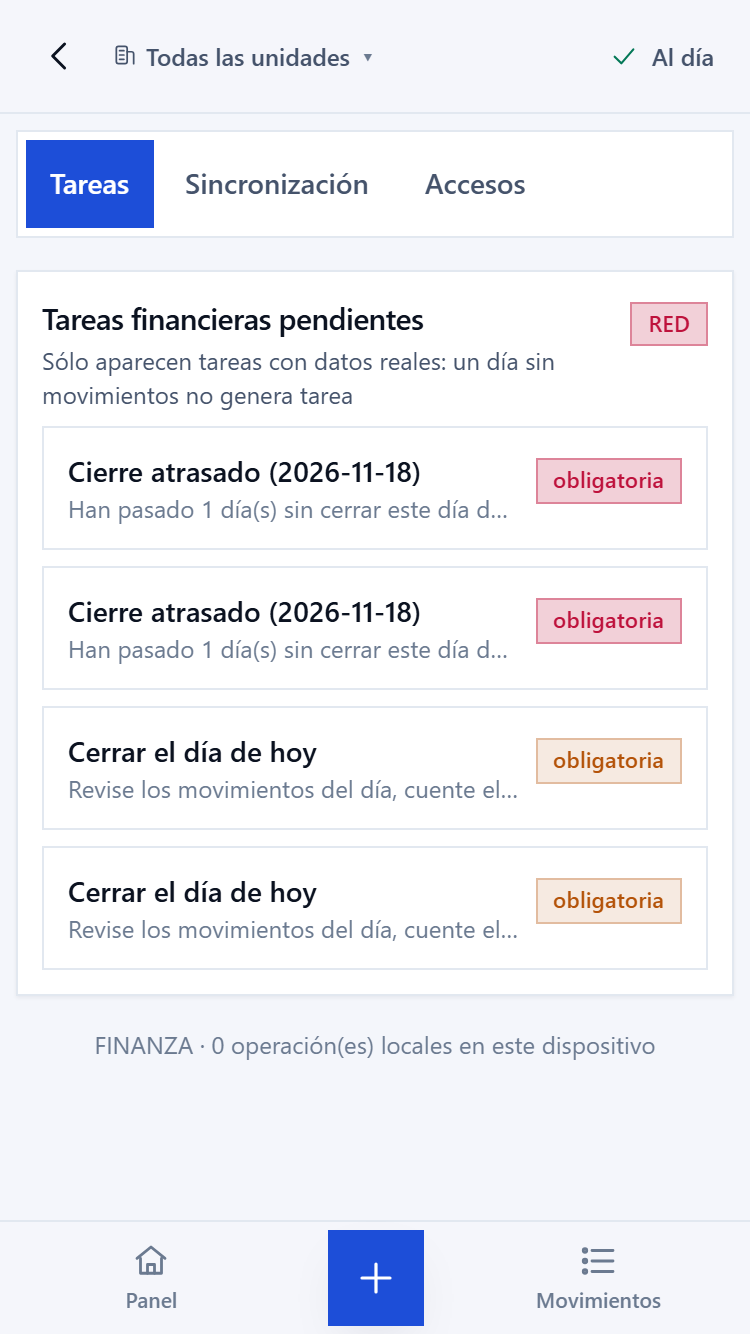 Todas las unidades ▾
Al día
Tareas
Sincronización
Accesos
Tareas financieras pendientes
RED
Sólo aparecen tareas con datos reales: un día sin
movimientos no genera tarea
Cierre atrasado (2026-11-18)
obligatoria
Han pasado 1 día(s) sin cerrar este día d...
Cierre atrasado (2026-11-18)
obligatoria
Han pasado 1 día(s) sin cerrar este día d...
Cerrar el día de hoy
obligatoria
Revise los movimientos del día, cuente el...
Cerrar el día de hoy
obligatoria
Revise los movimientos del día, cuente el...
FINANZA · 0 operación(es) locales en este dispositivo
Panel
Movimientos